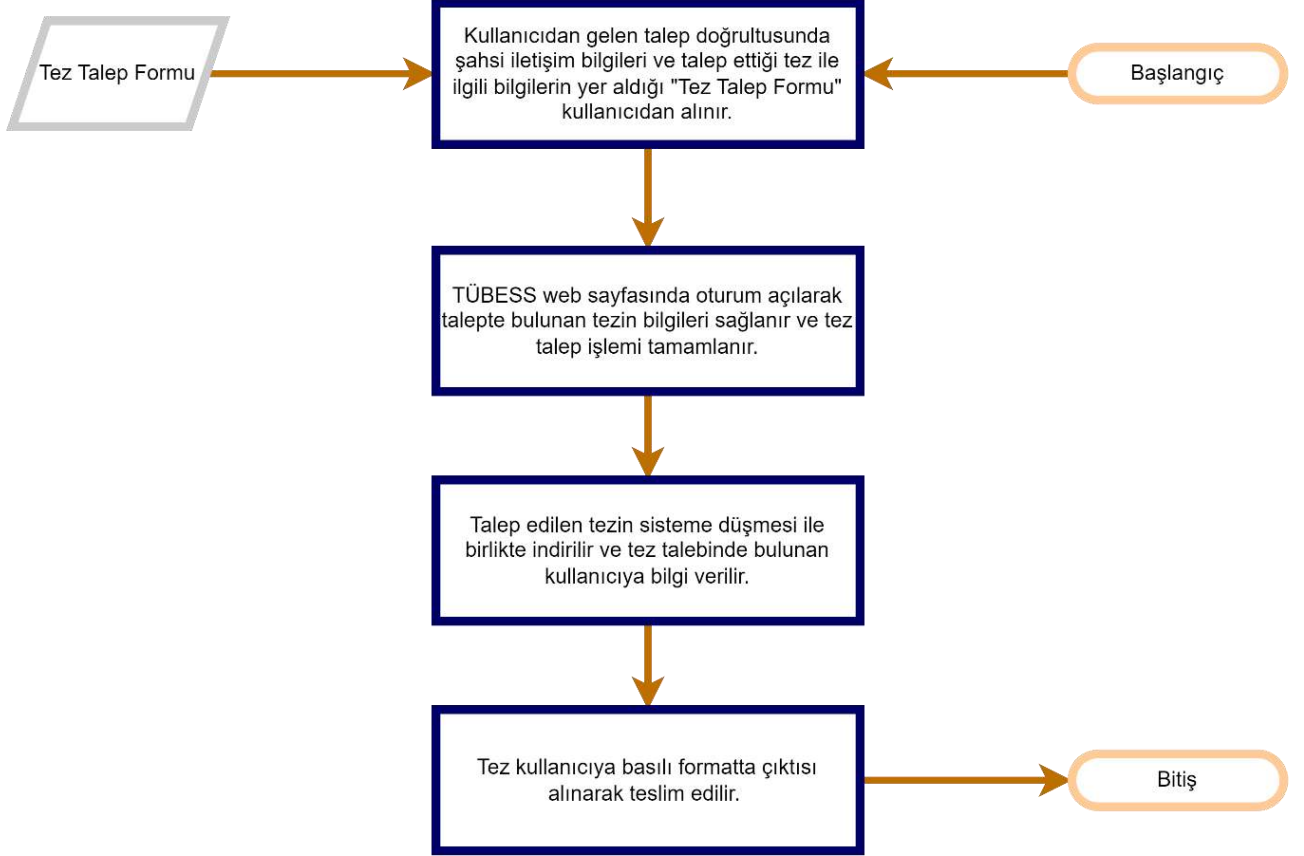 Tez Talep Formu
Kullanıcıdan gelen talep doğrultusunda
şahsi iletişim bilgileri ve talep ettiği tez ile
ilgili bilgilerin yer aldığı "Tez Talep Formu"
kullanıcıdan alınır.
Başlangıç
TÜBESS web sayfasında oturum açılarak
talepte bulunan tezin bilgileri sağlanır ve tez
talep işlemi tamamlanır.
Talep edilen tezin sisteme düşmesi ile
birlikte indirilir ve tez talebinde bulunan
kullanıcıya bilgi verilir.
Tez kullanıcıya basılı formatta çıktısı
alınarak teslim edilir.
Bitiş